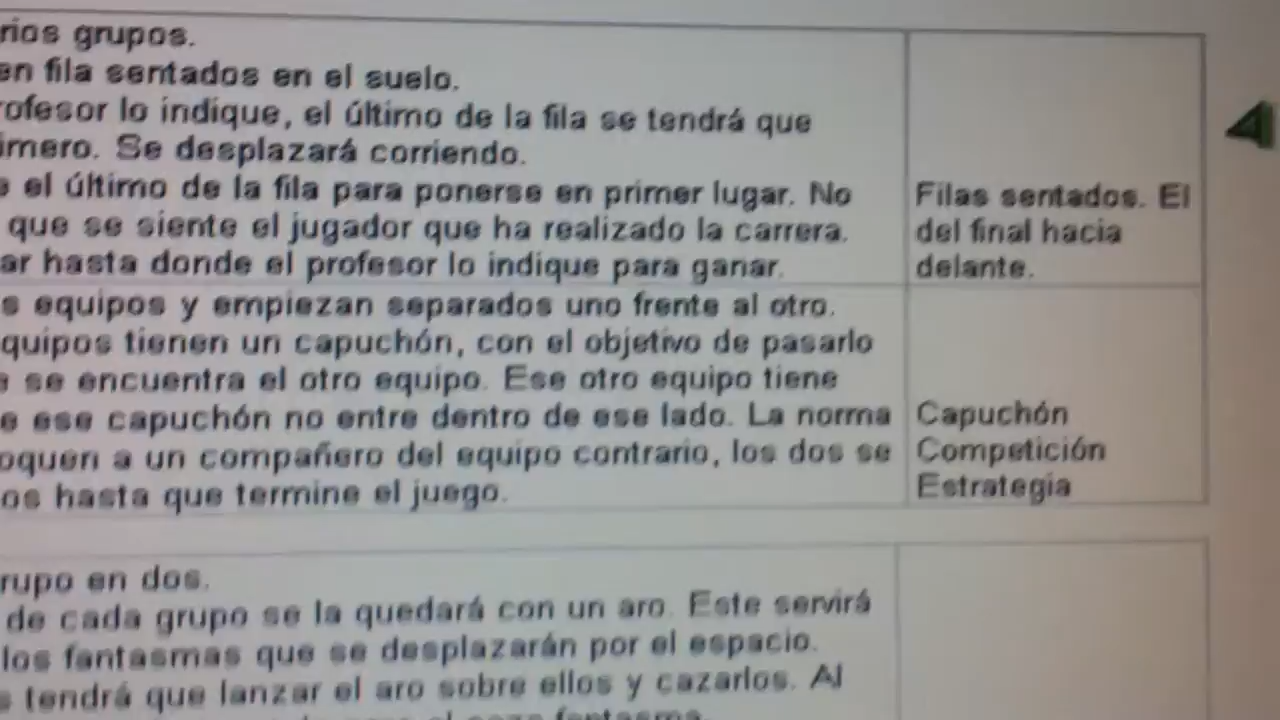 rios grupos.
en fila sentados en el suelo.
rofesor lo indique, el último de la fila se tendrá que
imero. Se desplazará corriendo.
e el último de la fila para ponerse en primer lugar. No
que se siente el jugador que ha realizado la carrera.
ar hasta donde el profesor lo indique para ganar.
Filas sentados. El
del final hacia
delante.
s equipos y empiezan separados uno frente al otro.
quipos tienen un capuchón, con el objetivo de pasarlo
e se encuentra el otro equipo. Ese otro equipo tiene
e ese capuchón no entre dentro de ese lado. La norma
oquen a un compañero del equipo contrario, los dos se
os hasta que termine el juego.
Capuchón
Competición
Estrategia
rupo en dos.
de cada grupo se la quedará con un aro. Este servirá
los fantasmas que se desplazarán por el espacio.
s tendrá que lanzar el aro sobre ellos y cazarlos. Al
fantasma.
4